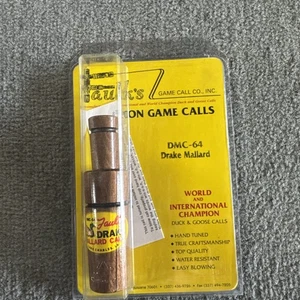 Faulk's
GAME CALL CO., INC.
ON GAME CALLS
DMC-64
Drake Mallard
WORLD
AND
INTERNATIONAL
CHAMPION
DUCK & GOOSE CALLS
• HAND TUNED
• TRUE CRAFTSMANSHIP
• TOP QUALITY
• WATER RESISTANT
• EASY BLOWING
Faulk's
DRAKE
MALLARD CALL